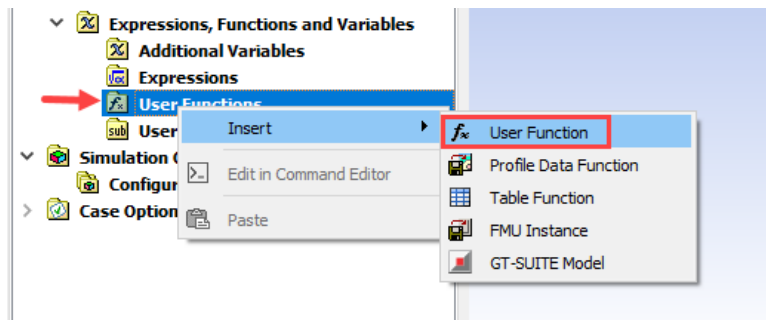 Expressions, Functions and Variables
Additional Variables
Expressions
User Functions
User
Simulation
Configur
Case Option
Insert
Edit in Command Editor
Paste
User Function
Profile Data Function
Table Function
FMU Instance
GT-SUITE Model